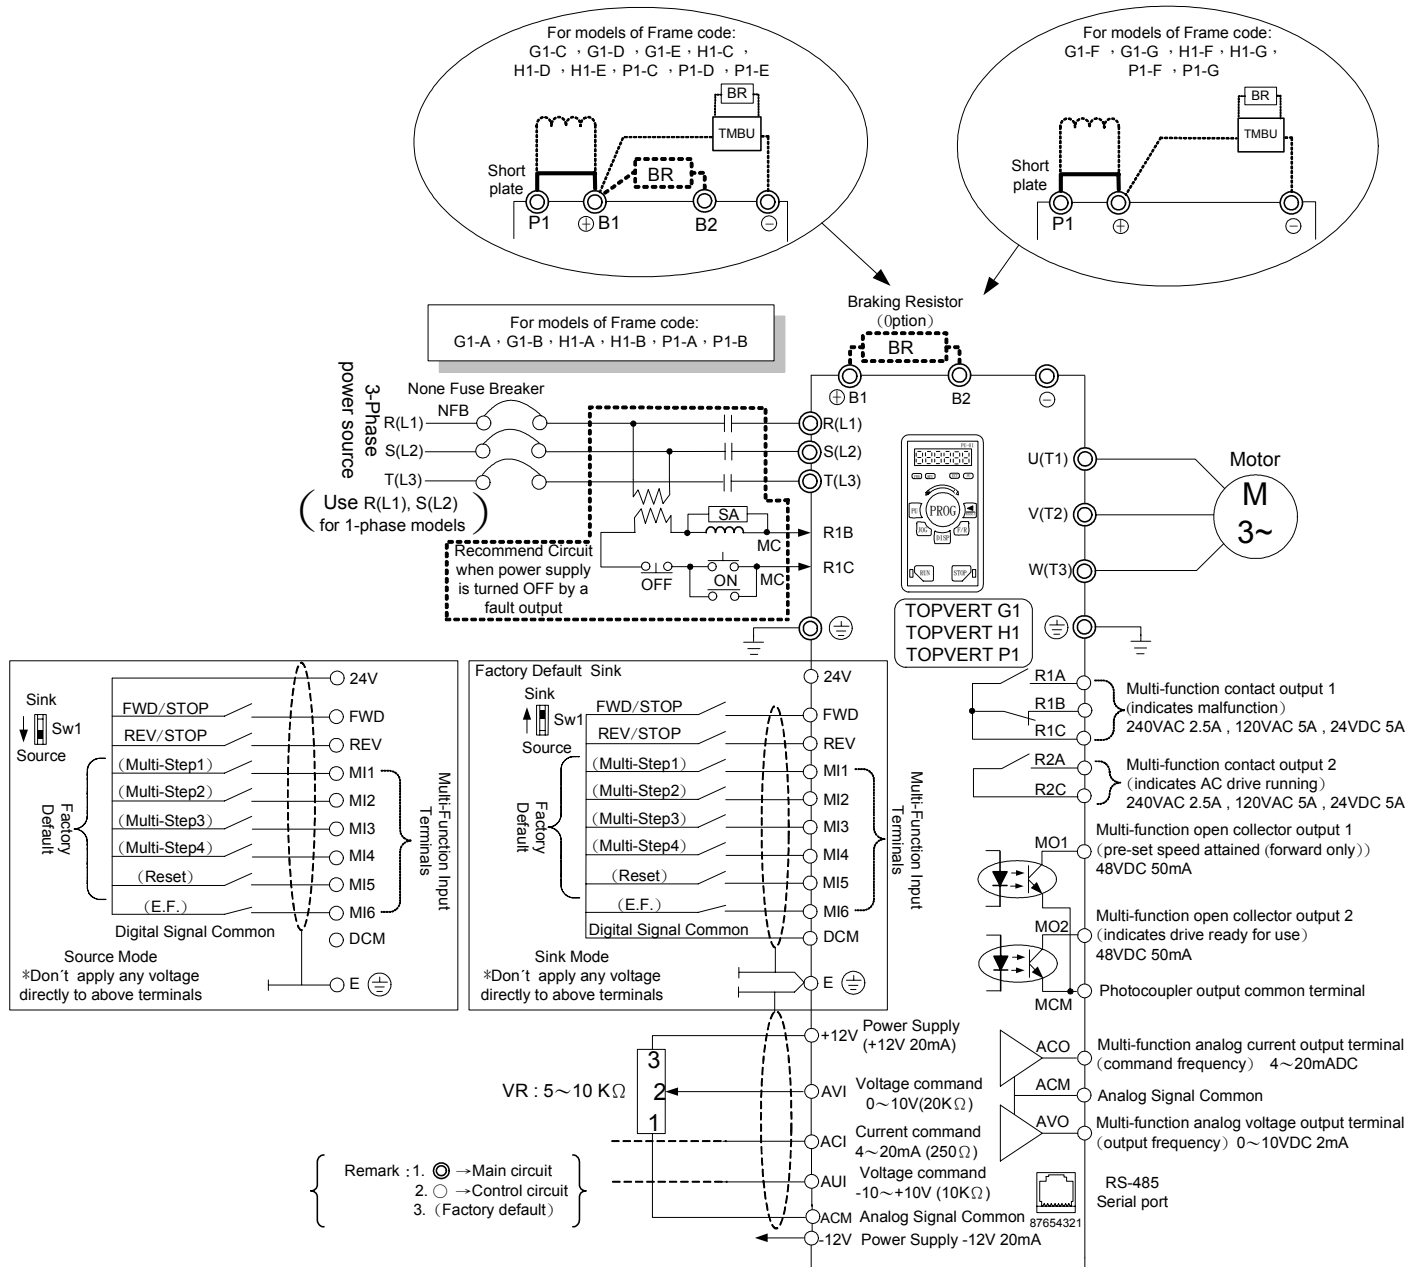 For models of Frame code:
G1-C , G1-D , G1-E , H1-C ,
H1-D , H1-E , P1-C , P1-D , P1-E
BR
TMBU
Short
plate
BR
P1
⊕ B1
B2
⊖
For models of Frame code:
G1-F , G1-G , H1-F , H1-G ,
P1-F , P1-G
BR
TMBU
Short
plate
P1
⊕
⊖
Braking Resistor
(Option)
BR
⊕ B1
B2
⊖
For models of Frame code:
G1-A , G1-B , H1-A , H1-B , P1-A , P1-B
3-Phase
power source
None Fuse Breaker
NFB
R(L1)
S(L2)
T(L3)
(Use R(L1), S(L2)
for 1-phase models)
R(L1)
S(L2)
T(L3)
SA
MC
R1B
OFF
ON
MC
R1C
Recommend Circuit
when power supply
is turned OFF by a
fault output
PU
PROG
JOG
DISP
F/R
RUN
STOP
TOPVERT G1
TOPVERT H1
TOPVERT P1
U(T1)
V(T2)
W(T3)
Motor
M
3~
Sink
Sw1
Source
24V
FWD/STOP
FWD
REV/STOP
REV
(Multi-Step1)
MI1
(Multi-Step2)
MI2
(Multi-Step3)
MI3
(Multi-Step4)
MI4
(Reset)
MI5
(E.F.)
MI6
Factory
Default
Multi-Function Input
Terminals
Digital Signal Common
DCM
Source Mode
*Don´t apply any voltage
directly to above terminals
E
Factory Default Sink
Sink
Sw1
Source
24V
FWD/STOP
FWD
REV/STOP
REV
(Multi-Step1)
MI1
(Multi-Step2)
MI2
(Multi-Step3)
MI3
(Multi-Step4)
MI4
(Reset)
MI5
(E.F.)
MI6
Factory
Default
Multi-Function Input
Terminals
Digital Signal Common
DCM
Sink Mode
*Don´t apply any voltage
directly to above terminals
E
R1A
R1B
R1C
Multi-function contact output 1
(indicates malfunction)
240VAC 2.5A , 120VAC 5A , 24VDC 5A
R2A
R2C
Multi-function contact output 2
(indicates AC drive running)
240VAC 2.5A , 120VAC 5A , 24VDC 5A
MO1
Multi-function open collector output 1
(pre-set speed attained (forward only))
48VDC 50mA
MO2
Multi-function open collector output 2
(indicates drive ready for use)
48VDC 50mA
MCM
Photocoupler output common terminal
ACO
Multi-function analog current output terminal
(command frequency) 4~20mADC
ACM
Analog Signal Common
AVO
Multi-function analog voltage output terminal
(output frequency) 0~10VDC 2mA
RS-485
Serial port
87654321
+12V
Power Supply
(+12V 20mA)
VR : 5~10 KΩ
3
2
1
AVI
Voltage command
0~10V(20KΩ)
ACI
Current command
4~20mA (250Ω)
AUI
Voltage command
-10~+10V (10KΩ)
ACM
Analog Signal Common
-12V
Power Supply -12V 20mA
Remark : 1. ◎ →Main circuit
2. ○ →Control circuit
3. (Factory default)